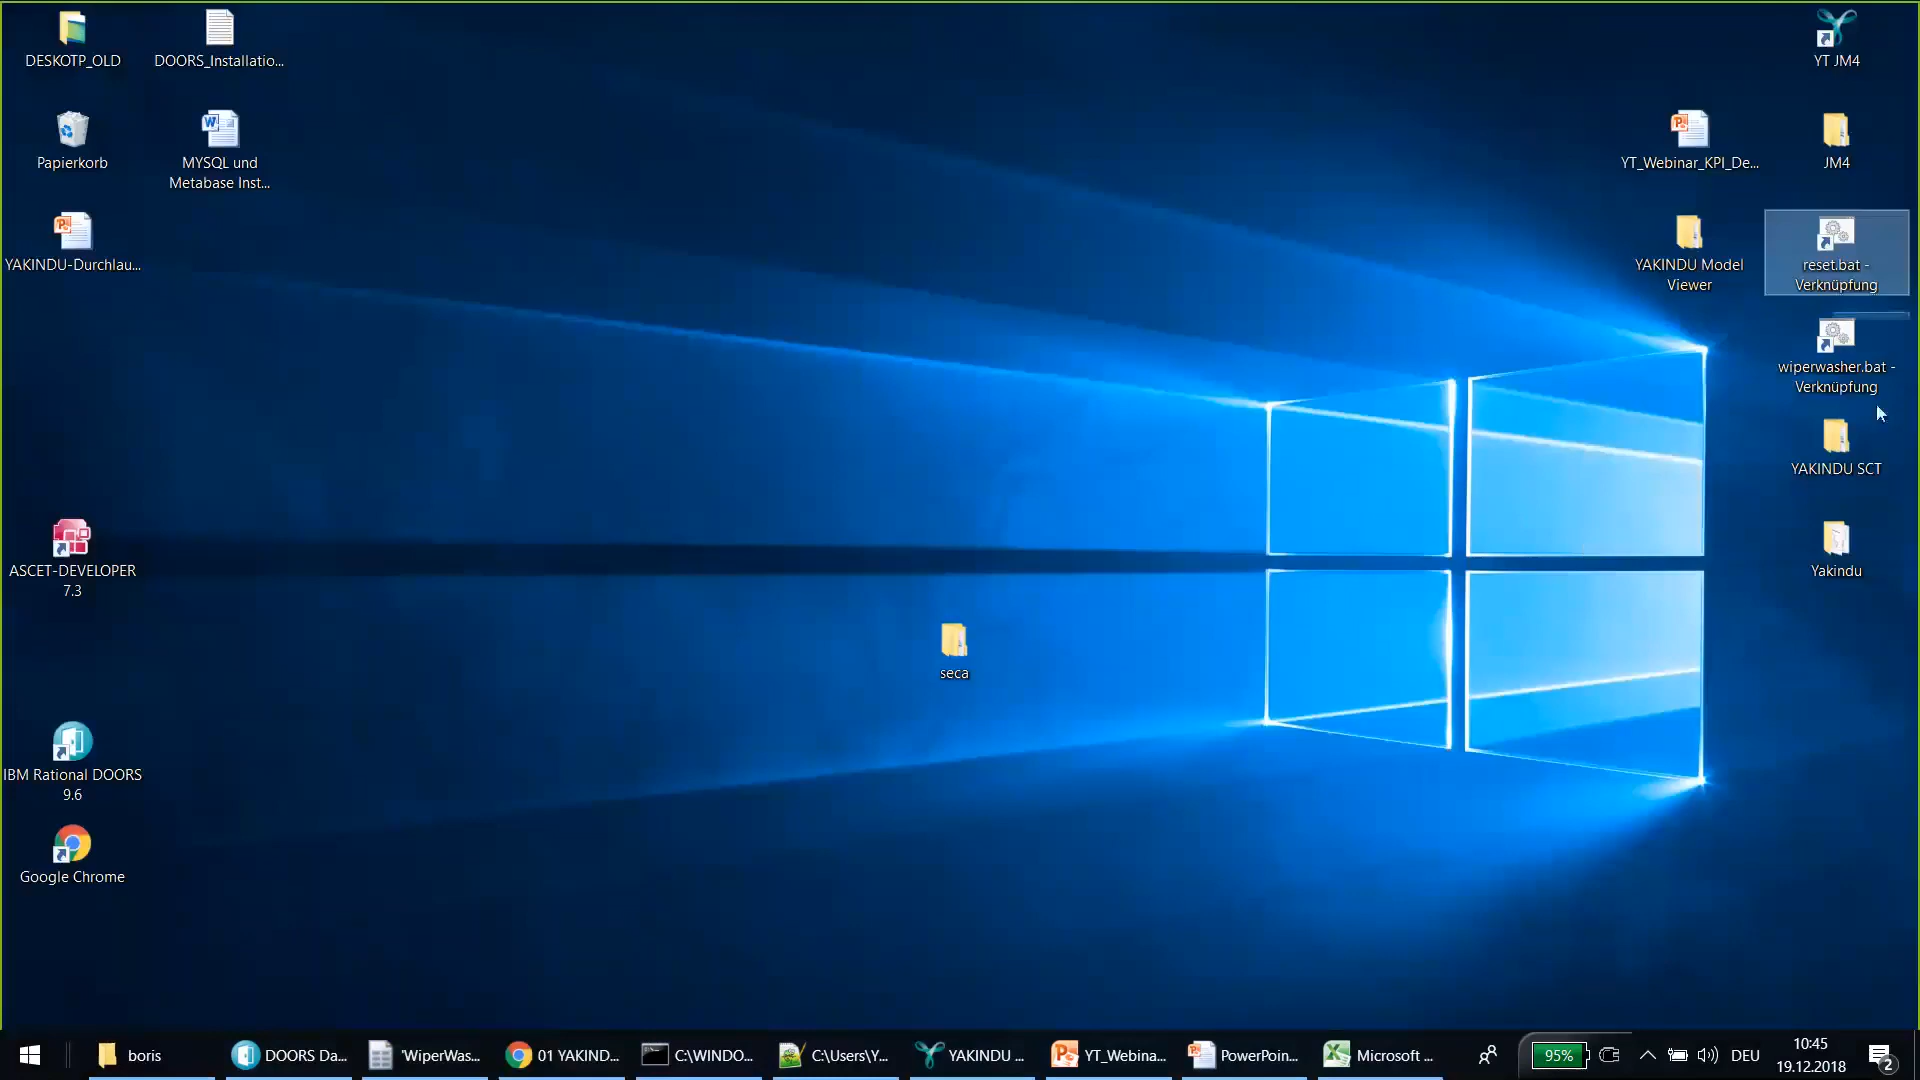 DESKOTP_OLD
DOORS_Installatio...
YT JM4
Papierkorb
MYSQL und
Metabase Inst...
YT_Webinar_KPI_De...
JM4
YAKINDU-Durchlau...
YAKINDU Model
Viewer
reset.bat -
Verknüpfung
wiperwasher.bat -
Verknüpfung
YAKINDU SCT
ASCET-DEVELOPER
7.3
Yakindu
seca
IBM Rational DOORS
9.6
Google Chrome
boris
DOORS Da...
'WiperWas...
01 YAKIND...
C:\WINDO...
C:\Users\Y...
YAKINDU ...
YT_Webina...
PowerPoin...
Microsoft ...
95%
DEU
10:45
19.12.2018
2